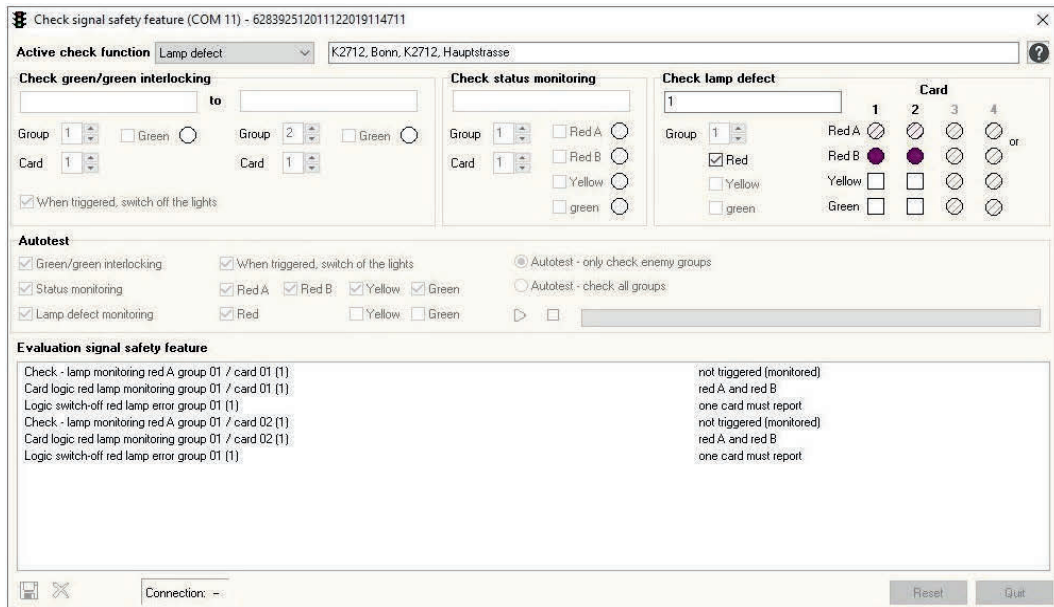 Check signal safety feature (COM 11) - 628392512011122019114711
Active check function Lamp defect K2712, Bonn, K2712, Hauptstrasse
Check green/green interlocking
to
Group 1 Green Group 2 Green
Card 1 Card 1
When triggered, switch off the lights
Check status monitoring
Group 1 Red A
Card 1 Red B
Yellow
green
Check lamp defect
1
Card
1 2 3 4
Group 1 Red A or
Red Red B
Yellow Yellow
green Green
Autotest
Green/green interlocking When triggered, switch of the lights Autotest - only check enemy groups
Status monitoring Red A Red B Yellow Green Autotest - check all groups
Lamp defect monitoring Red Yellow Green
Evaluation signal safety feature
Check - lamp monitoring red A group 01 / card 01 (1) not triggered (monitored)
Card logic red lamp monitoring group 01 / card 01 (1) red A and red B
Logic switch-off red lamp error group 01 (1) one card must report
Check - lamp monitoring red A group 01 / card 02 (1) not triggered (monitored)
Card logic red lamp monitoring group 01 / card 02 (1) red A and red B
Logic switch-off red lamp error group 01 (1) one card must report
Connection: - Reset Quit